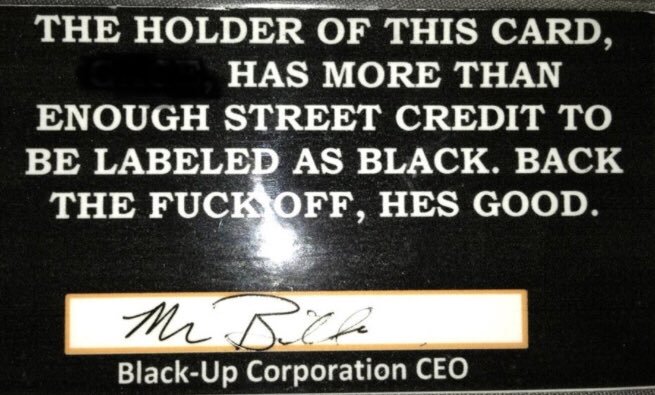 THE HOLDER OF THIS CARD,
HAS MORE THAN
ENOUGH STREET CREDIT TO
BE LABELED AS BLACK. BACK
THE FUCK OFF, HES GOOD.
Black-Up Corporation CEO